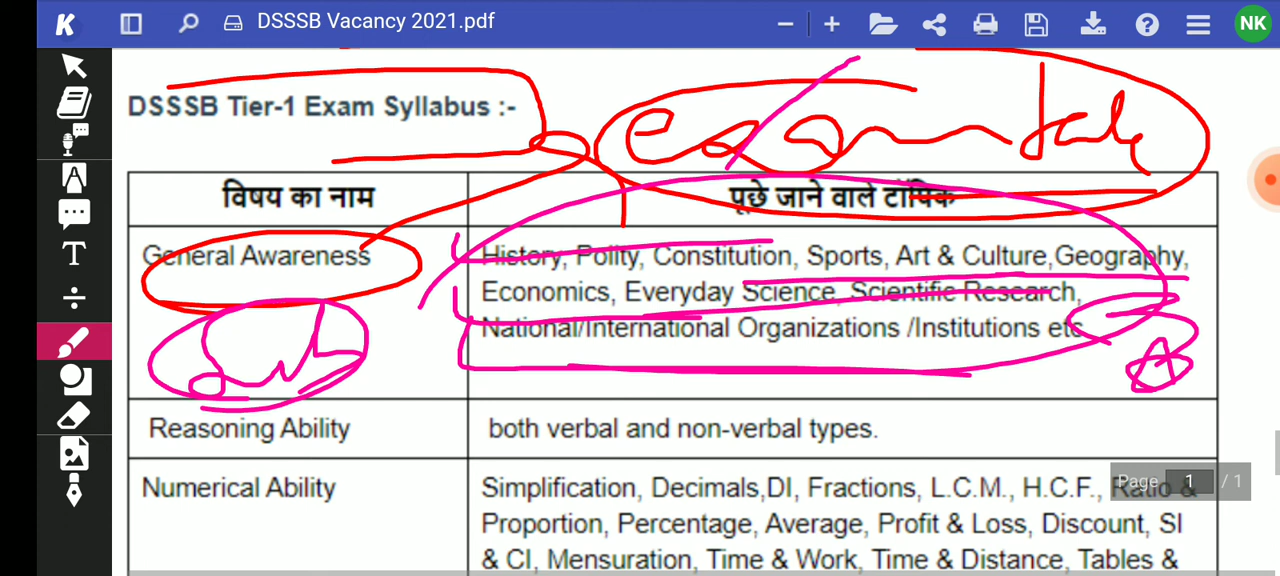 K
DSSSB Vacancy 2021.pdf
NK
DSSSB Tier-1 Exam Syllabus :-
विषय का नाम
पूछे जाने वाले टॉपिक
General Awareness
History, Polity, Constitution, Sports, Art & Culture,Geography,
Economics, Everyday Science, Scientific Research,
National/International Organizations /Institutions etc
Reasoning Ability
both verbal and non-verbal types.
Numerical Ability
Simplification, Decimals,DI, Fractions, L.C.M., H.C.F., Ratio &
Page 1 / 1
Proportion, Percentage, Average, Profit & Loss, Discount, SI
& CI, Mensuration, Time & Work, Time & Distance, Tables &